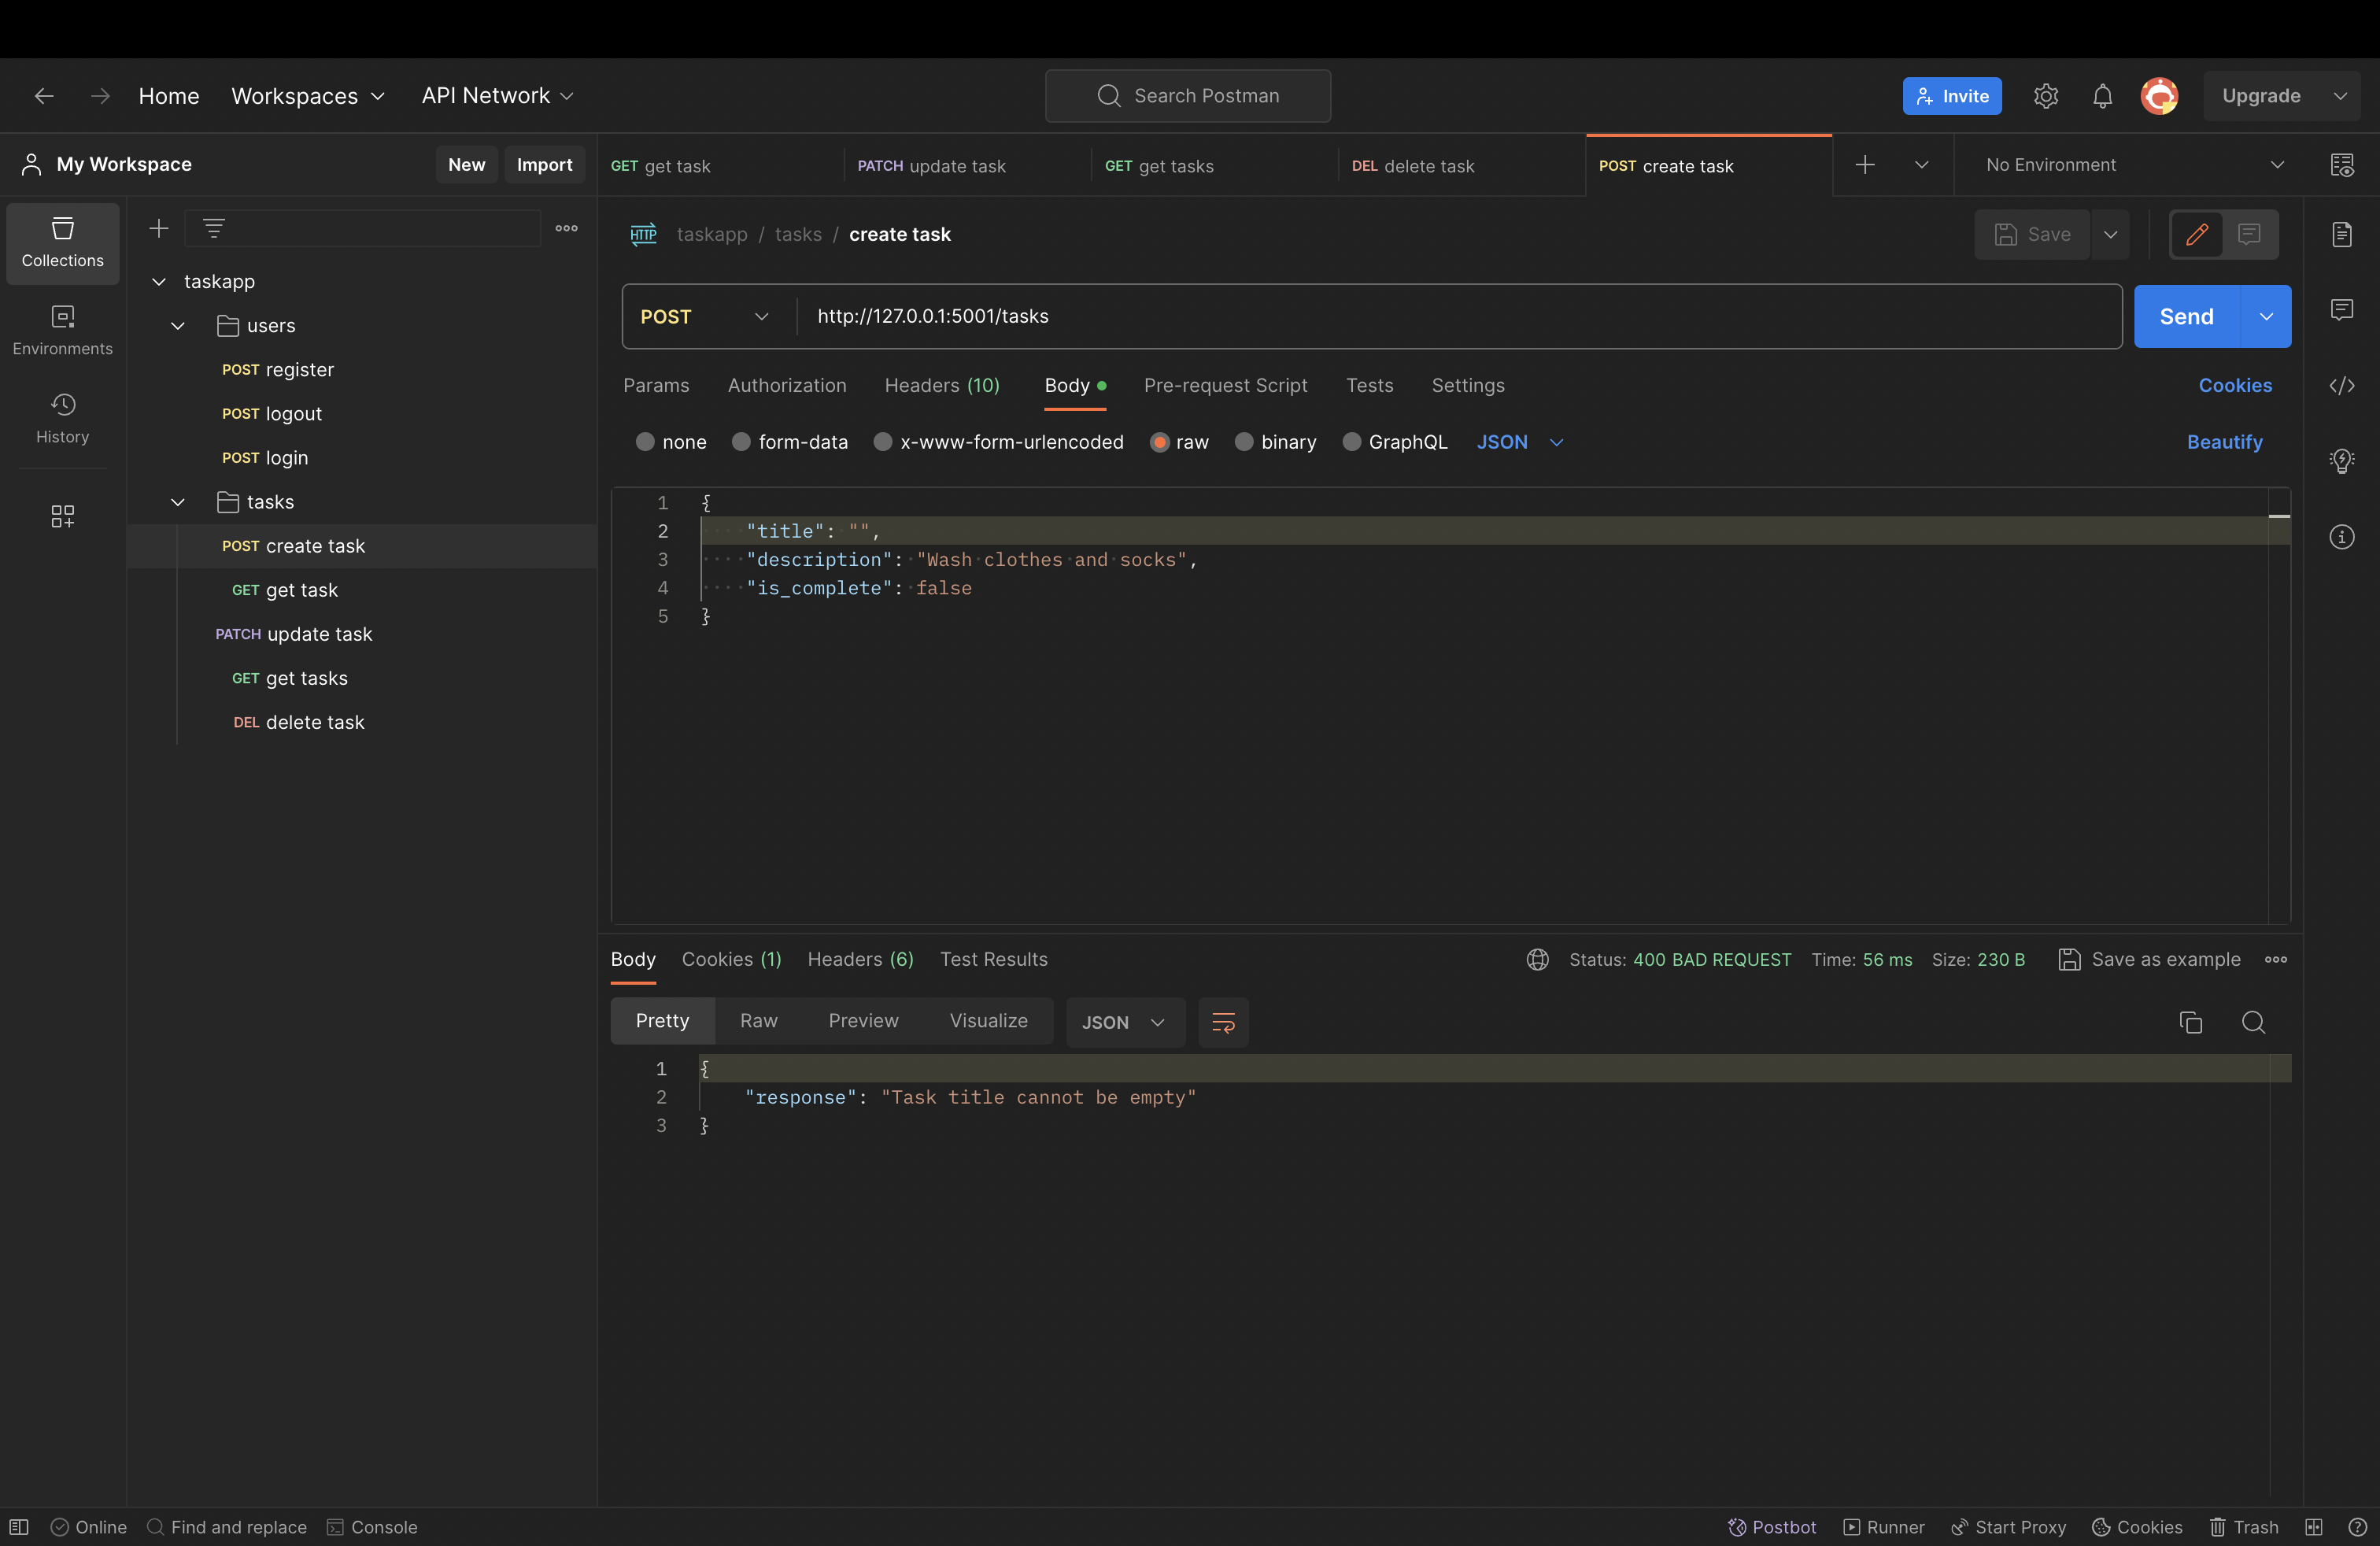 Home Workspaces API Network Search Postman Invite Upgrade
My Workspace New Import GET get task PATCH update task GET get tasks DEL delete task POST create task No Environment
Collections
Environments
History
taskapp
users
POST register
POST logout
POST login
tasks
POST create task
GET get task
PATCH update task
GET get tasks
DEL delete task
HTTP taskapp / tasks / create task Save
POST http://127.0.0.1:5001/tasks Send
Params Authorization Headers (10) Body Pre-request Script Tests Settings Cookies
none form-data x-www-form-urlencoded raw binary GraphQL JSON Beautify
1 {
2 "title": "",
3 "description": "Wash clothes and socks",
4 "is_complete": false
5 }
Body Cookies (1) Headers (6) Test Results Status: 400 BAD REQUEST Time: 56 ms Size: 230 B Save as example
Pretty Raw Preview Visualize JSON
1 {
2 "response": "Task title cannot be empty"
3 }
Online Find and replace Console Postbot Runner Start Proxy Cookies Trash